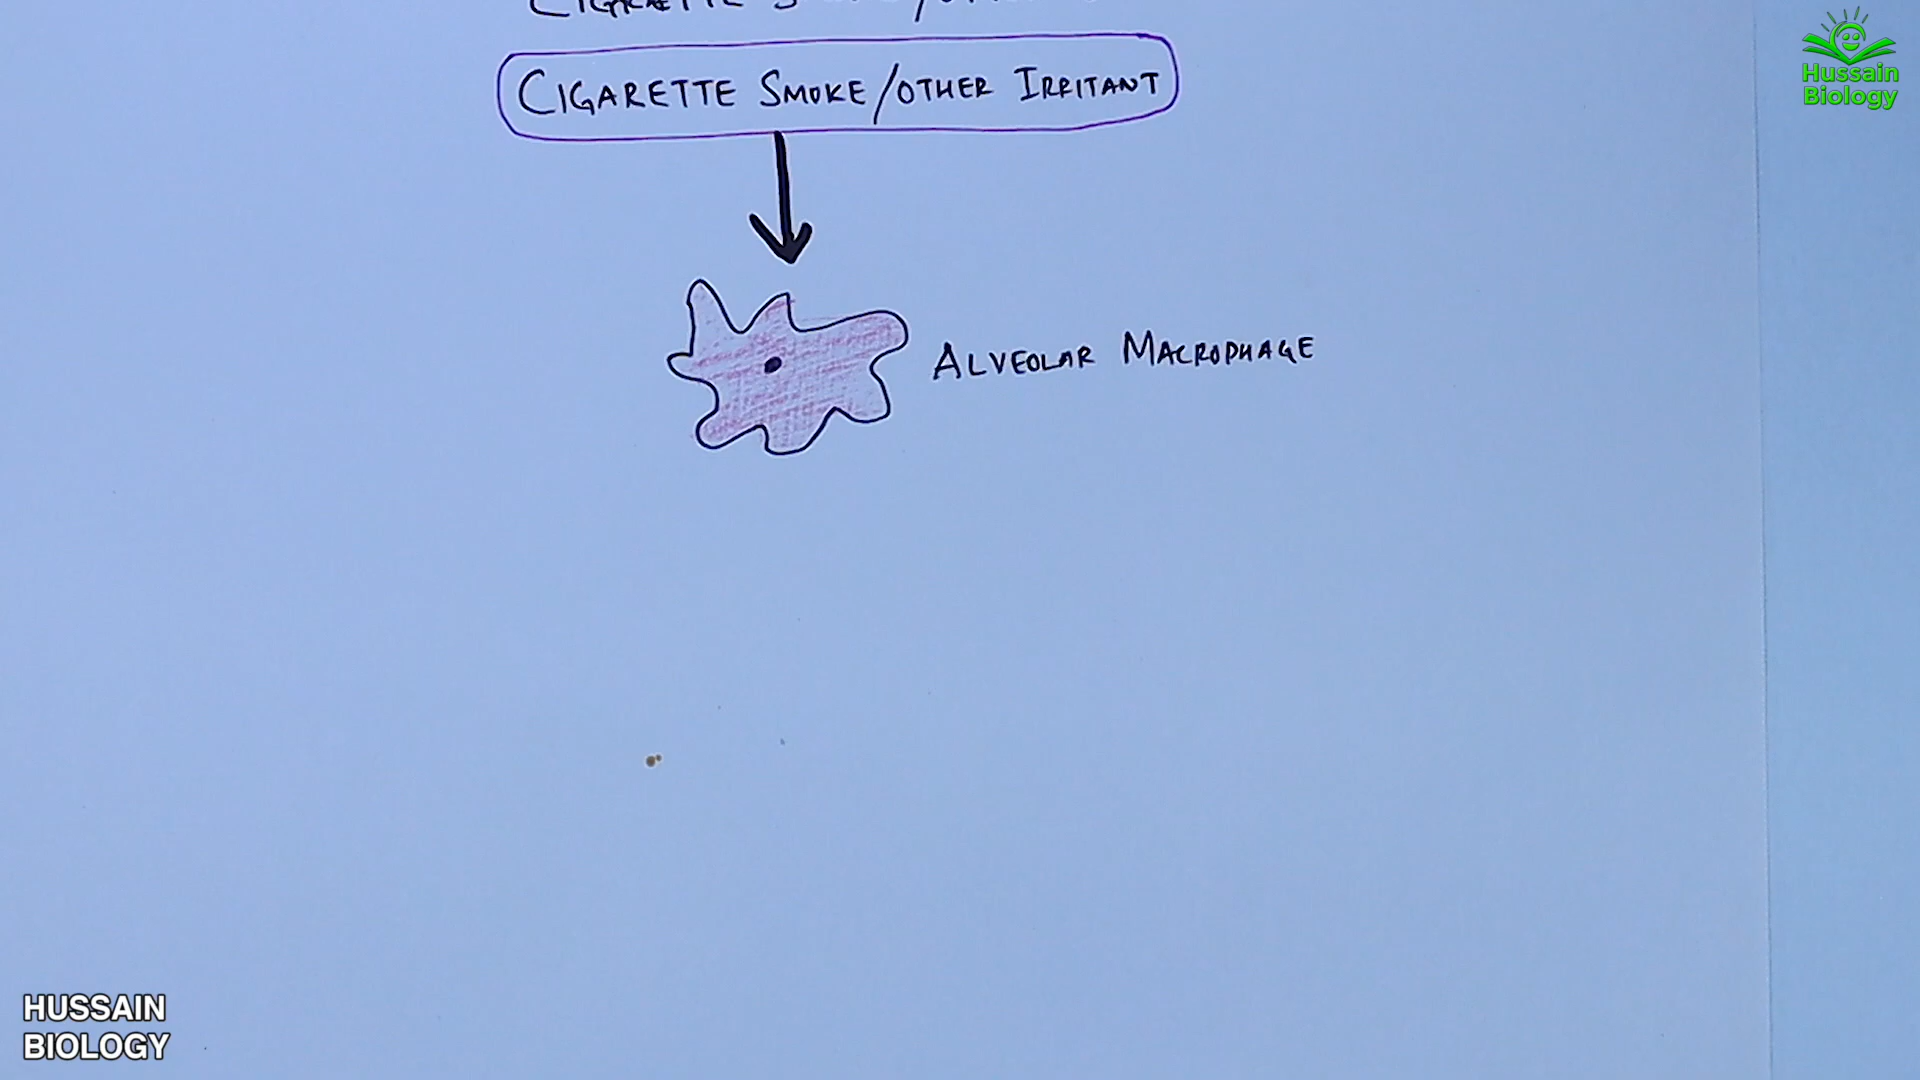 CIGARETTE SMOKE/OTHER IRRITANT
ALVEOLAR MACROPHAGE
Hussain
Biology
HUSSAIN
BIOLOGY